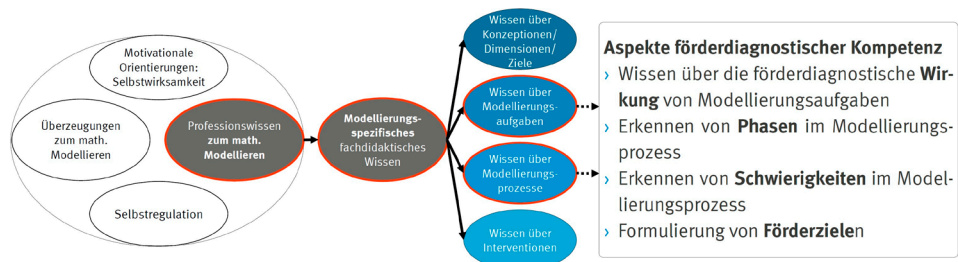 Motivationale
Orientierungen:
Selbstwirksamkeit
Überzeugungen
zum math.
Modellieren
Professionswissen
zum math.
Modellieren
Selbstregulation
Modellierungs-
spezifisches
fachdidaktisches
Wissen
Wissen über
Konzeptionen/
Dimensionen/
Ziele
Wissen über
Modellierungs-
aufgaben
Wissen über
Modellierungs-
prozesse
Wissen über
Interventionen
Aspekte förderdiagnostischer Kompetenz
› Wissen über die förderdiagnostische Wir-
kung von Modellierungsaufgaben
› Erkennen von Phasen im Modellierungs-
prozess
› Erkennen von Schwierigkeiten im Model-
lierungsprozess
› Formulierung von Förderzielen